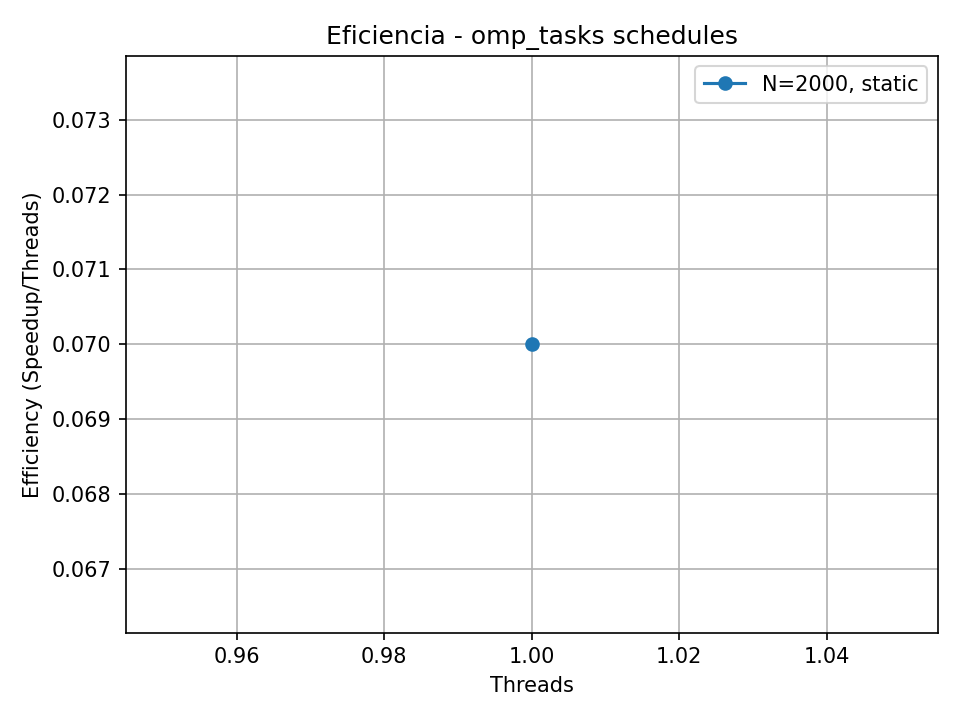 Eficiencia - omp_tasks schedules
N=2000, static
Efficiency (Speedup/Threads)
0.073
0.072
0.071
0.070
0.069
0.068
0.067
0.96 0.98 1.00 1.02 1.04
Threads